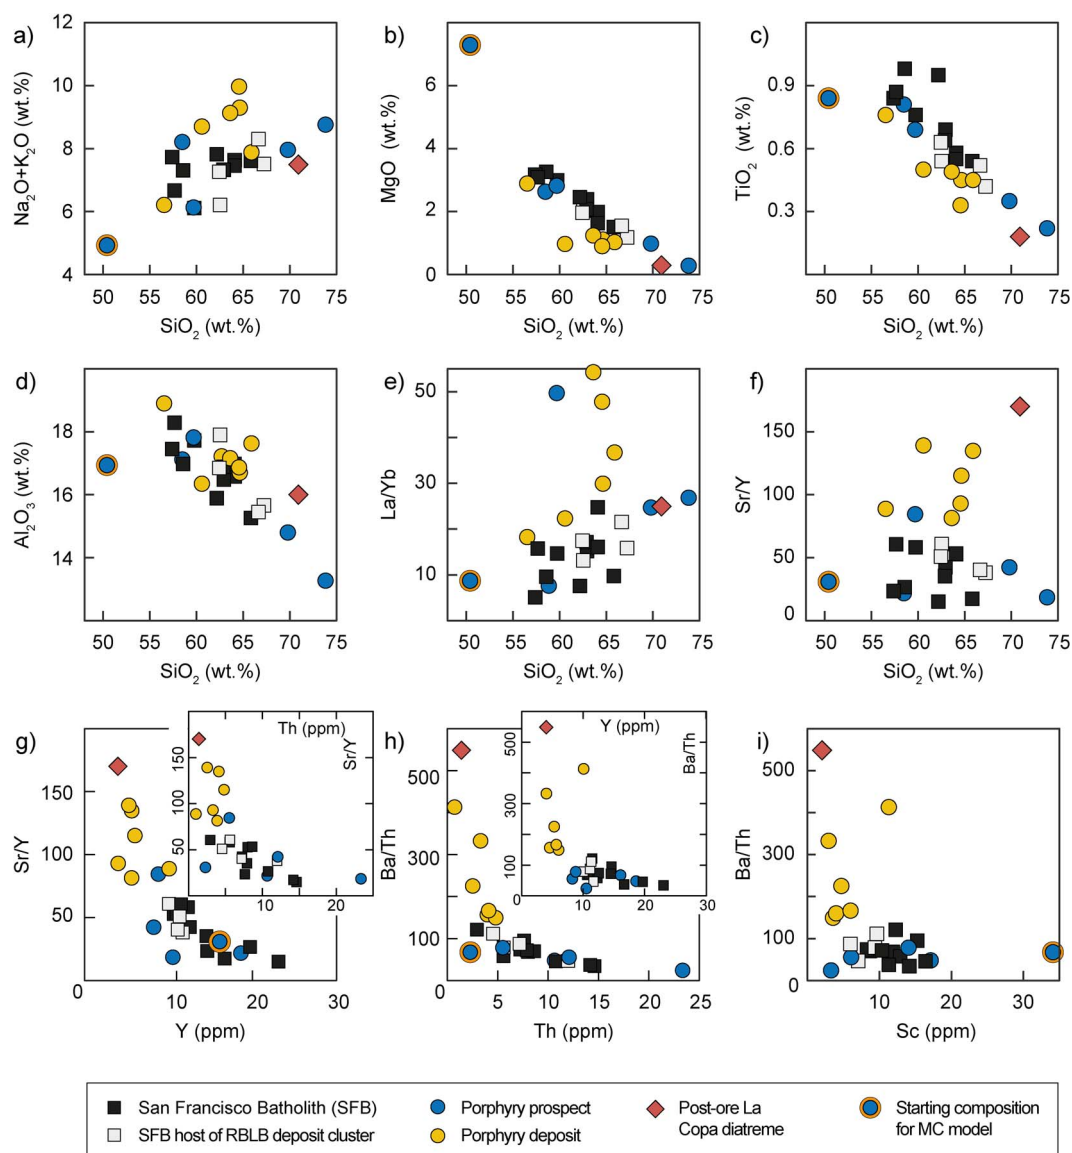 a)
12
10
8
6
4
Na₂O+K₂O (wt.%)
50 55 60 65 70 75
SiO₂ (wt.%)
b)
6
4
2
0
MgO (wt.%)
50 55 60 65 70 75
SiO₂ (wt.%)
c)
0.9
0.6
0.3
TiO₂ (wt.%)
50 55 60 65 70 75
SiO₂ (wt.%)
d)
18
16
14
Al₂O₃ (wt.%)
50 55 60 65 70 75
SiO₂ (wt.%)
e)
50
30
10
La/Yb
50 55 60 65 70 75
SiO₂ (wt.%)
f)
150
100
50
0
Sr/Y
50 55 60 65 70 75
SiO₂ (wt.%)
g)
150
100
50
Sr/Y
0 10 20 30
Y (ppm)
Th (ppm)
Sr/Y
150
100
50
0 10 20
h)
500
300
100
0
Ba/Th
5 10 15 20 25
Th (ppm)
Y (ppm)
Ba/Th
500
400
300
200
100
0
10 20 30
i)
500
300
100
0
Ba/Th
10 20 30
Sc (ppm)
San Francisco Batholith (SFB)
SFB host of RBLB deposit cluster
Porphyry prospect
Porphyry deposit
Post-ore La
Copa diatreme
Starting composition
for MC model